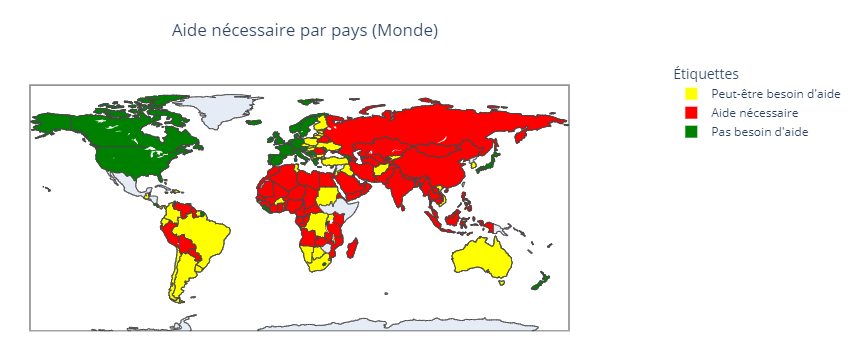 Aide nécessaire par pays (Monde)
Étiquettes
Peut-être besoin d'aide
Aide nécessaire
Pas besoin d'aide